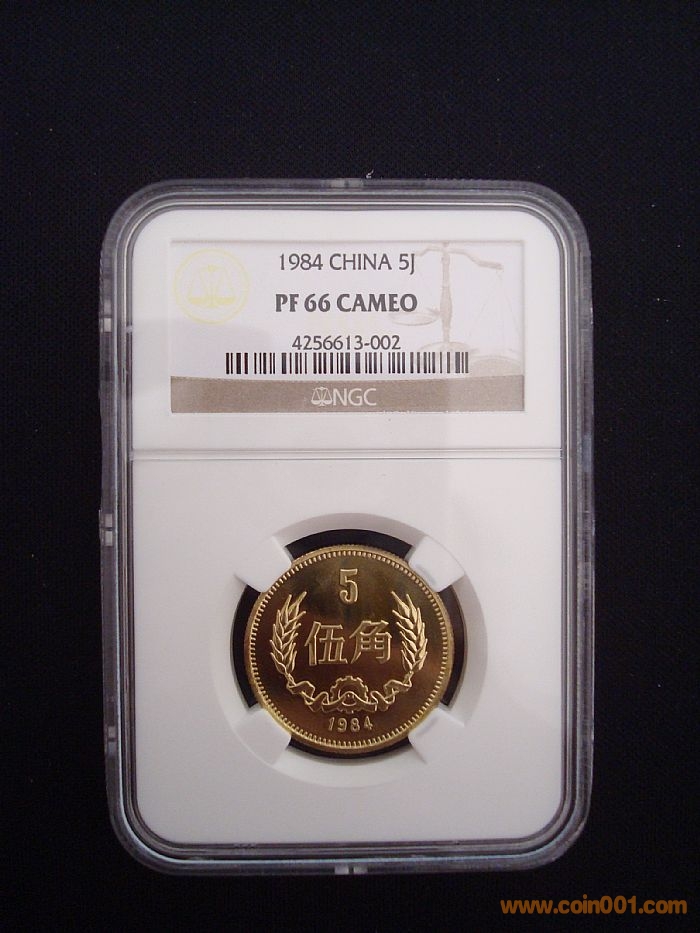 1984 CHINA 5J
PF 66 CAMEO
4256613-002
NGC
5
伍角
1984
www.coin001.com